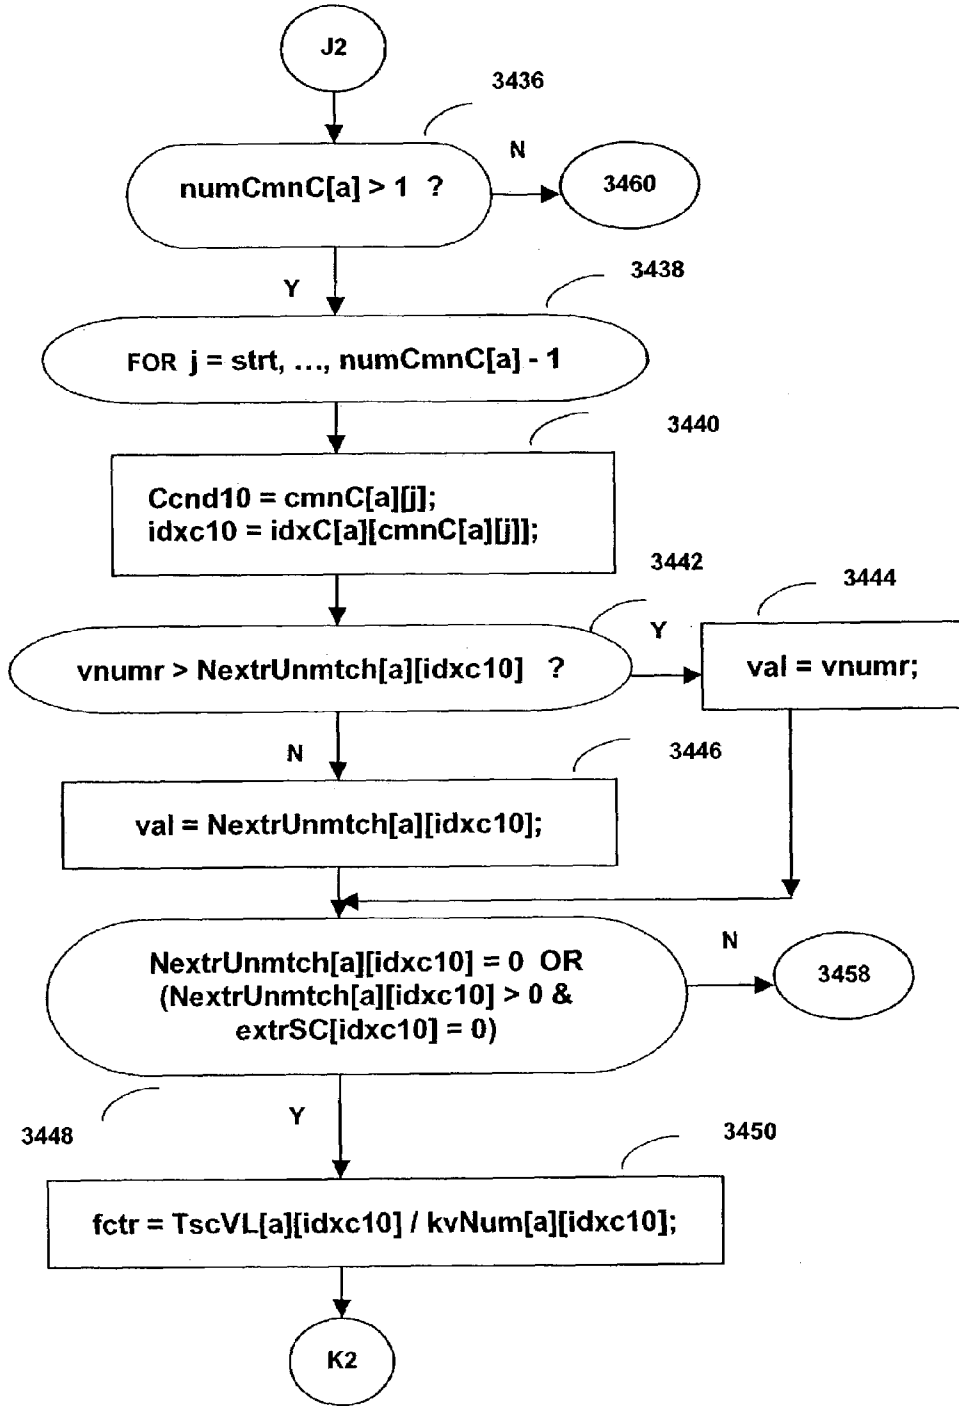 J2
3436
numCmnC[a] > 1 ?
N
3460
Y
3438
FOR j = strt, ..., numCmnC[a] - 1
3440
Ccnd10 = cmnC[a][j];
idxc10 = idxC[a][cmnC[a][j]];
3442
3444
vnumr > NextrUnmtch[a][idxc10] ?
Y
val = vnumr;
N
3446
val = NextrUnmtch[a][idxc10];
NextrUnmtch[a][idxc10] = 0 OR
(NextrUnmtch[a][idxc10] > 0 &
extrSC[idxc10] = 0)
N
3458
3448
Y
3450
fctr = TscVL[a][idxc10] / kvNum[a][idxc10];
K2